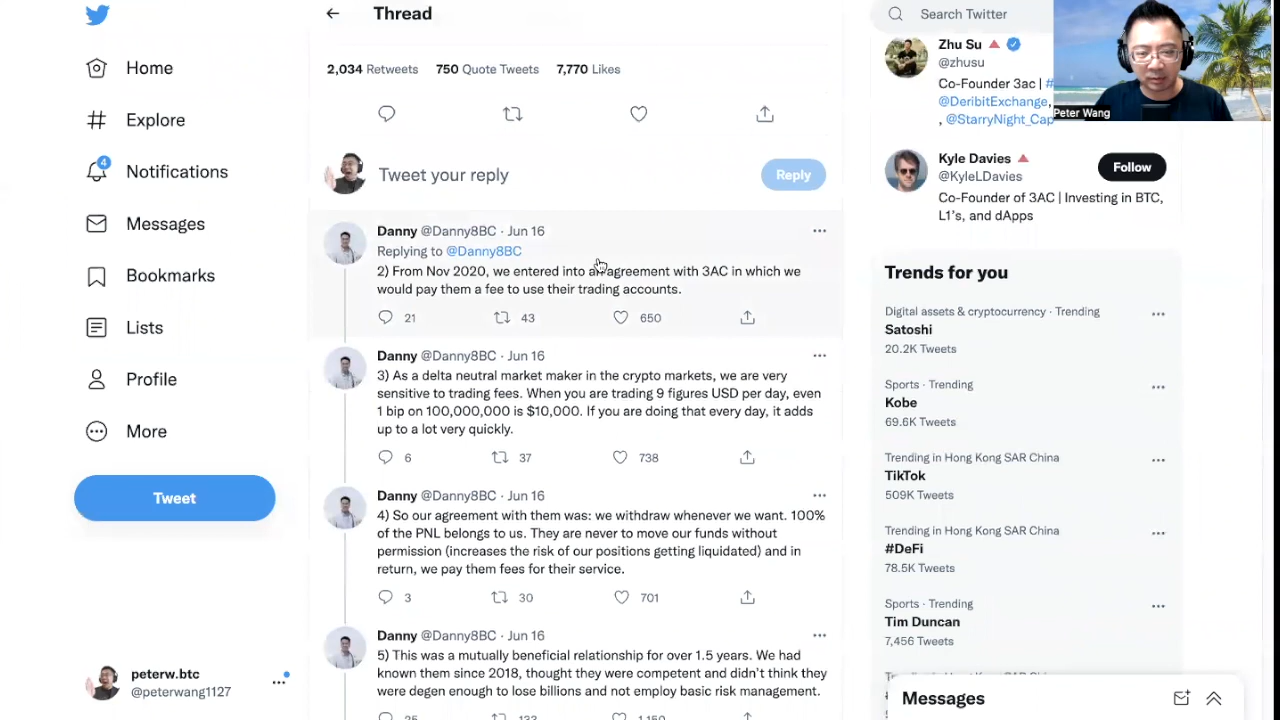 Home
Explore
4
Notifications
Messages
Bookmarks
Lists
Profile
More
Tweet
peterw.btc
@peterwang1127
Thread
2,034 Retweets 750 Quote Tweets 7,770 Likes
Tweet your reply
Reply
Danny @Danny8BC · Jun 16
Replying to @Danny8BC
2) From Nov 2020, we entered into an agreement with 3AC in which we
would pay them a fee to use their trading accounts.
21 43 650
Danny @Danny8BC · Jun 16
3) As a delta neutral market maker in the crypto markets, we are very
sensitive to trading fees. When you are trading 9 figures USD per day, even
1 bip on 100,000,000 is $10,000. If you are doing that every day, it adds
up to a lot very quickly.
6 37 738
Danny @Danny8BC · Jun 16
4) So our agreement with them was: we withdraw whenever we want. 100%
of the PNL belongs to us. They are never to move our funds without
permission (increases the risk of our positions getting liquidated) and in
return, we pay them fees for their service.
3 30 701
Danny @Danny8BC · Jun 16
5) This was a mutually beneficial relationship for over 1.5 years. We had
known them since 2018, thought they were competent and didn't think they
were degen enough to lose billions and not employ basic risk management.
25 133 1,150
Search Twitter
Zhu Su
@zhusu
Co-Founder 3ac | #
@DeribitExchange,
, @StarryNight_Cap
Peter Wang
Kyle Davies
@KyleLDavies
Follow
Co-Founder of 3AC | Investing in BTC,
L1's, and dApps
Trends for you
Digital assets & cryptocurrency · Trending
Satoshi
20.2K Tweets
Sports · Trending
Kobe
69.6K Tweets
Trending in Hong Kong SAR China
TikTok
509K Tweets
Trending in Hong Kong SAR China
#DeFi
78.5K Tweets
Sports · Trending
Tim Duncan
7,456 Tweets
Messages